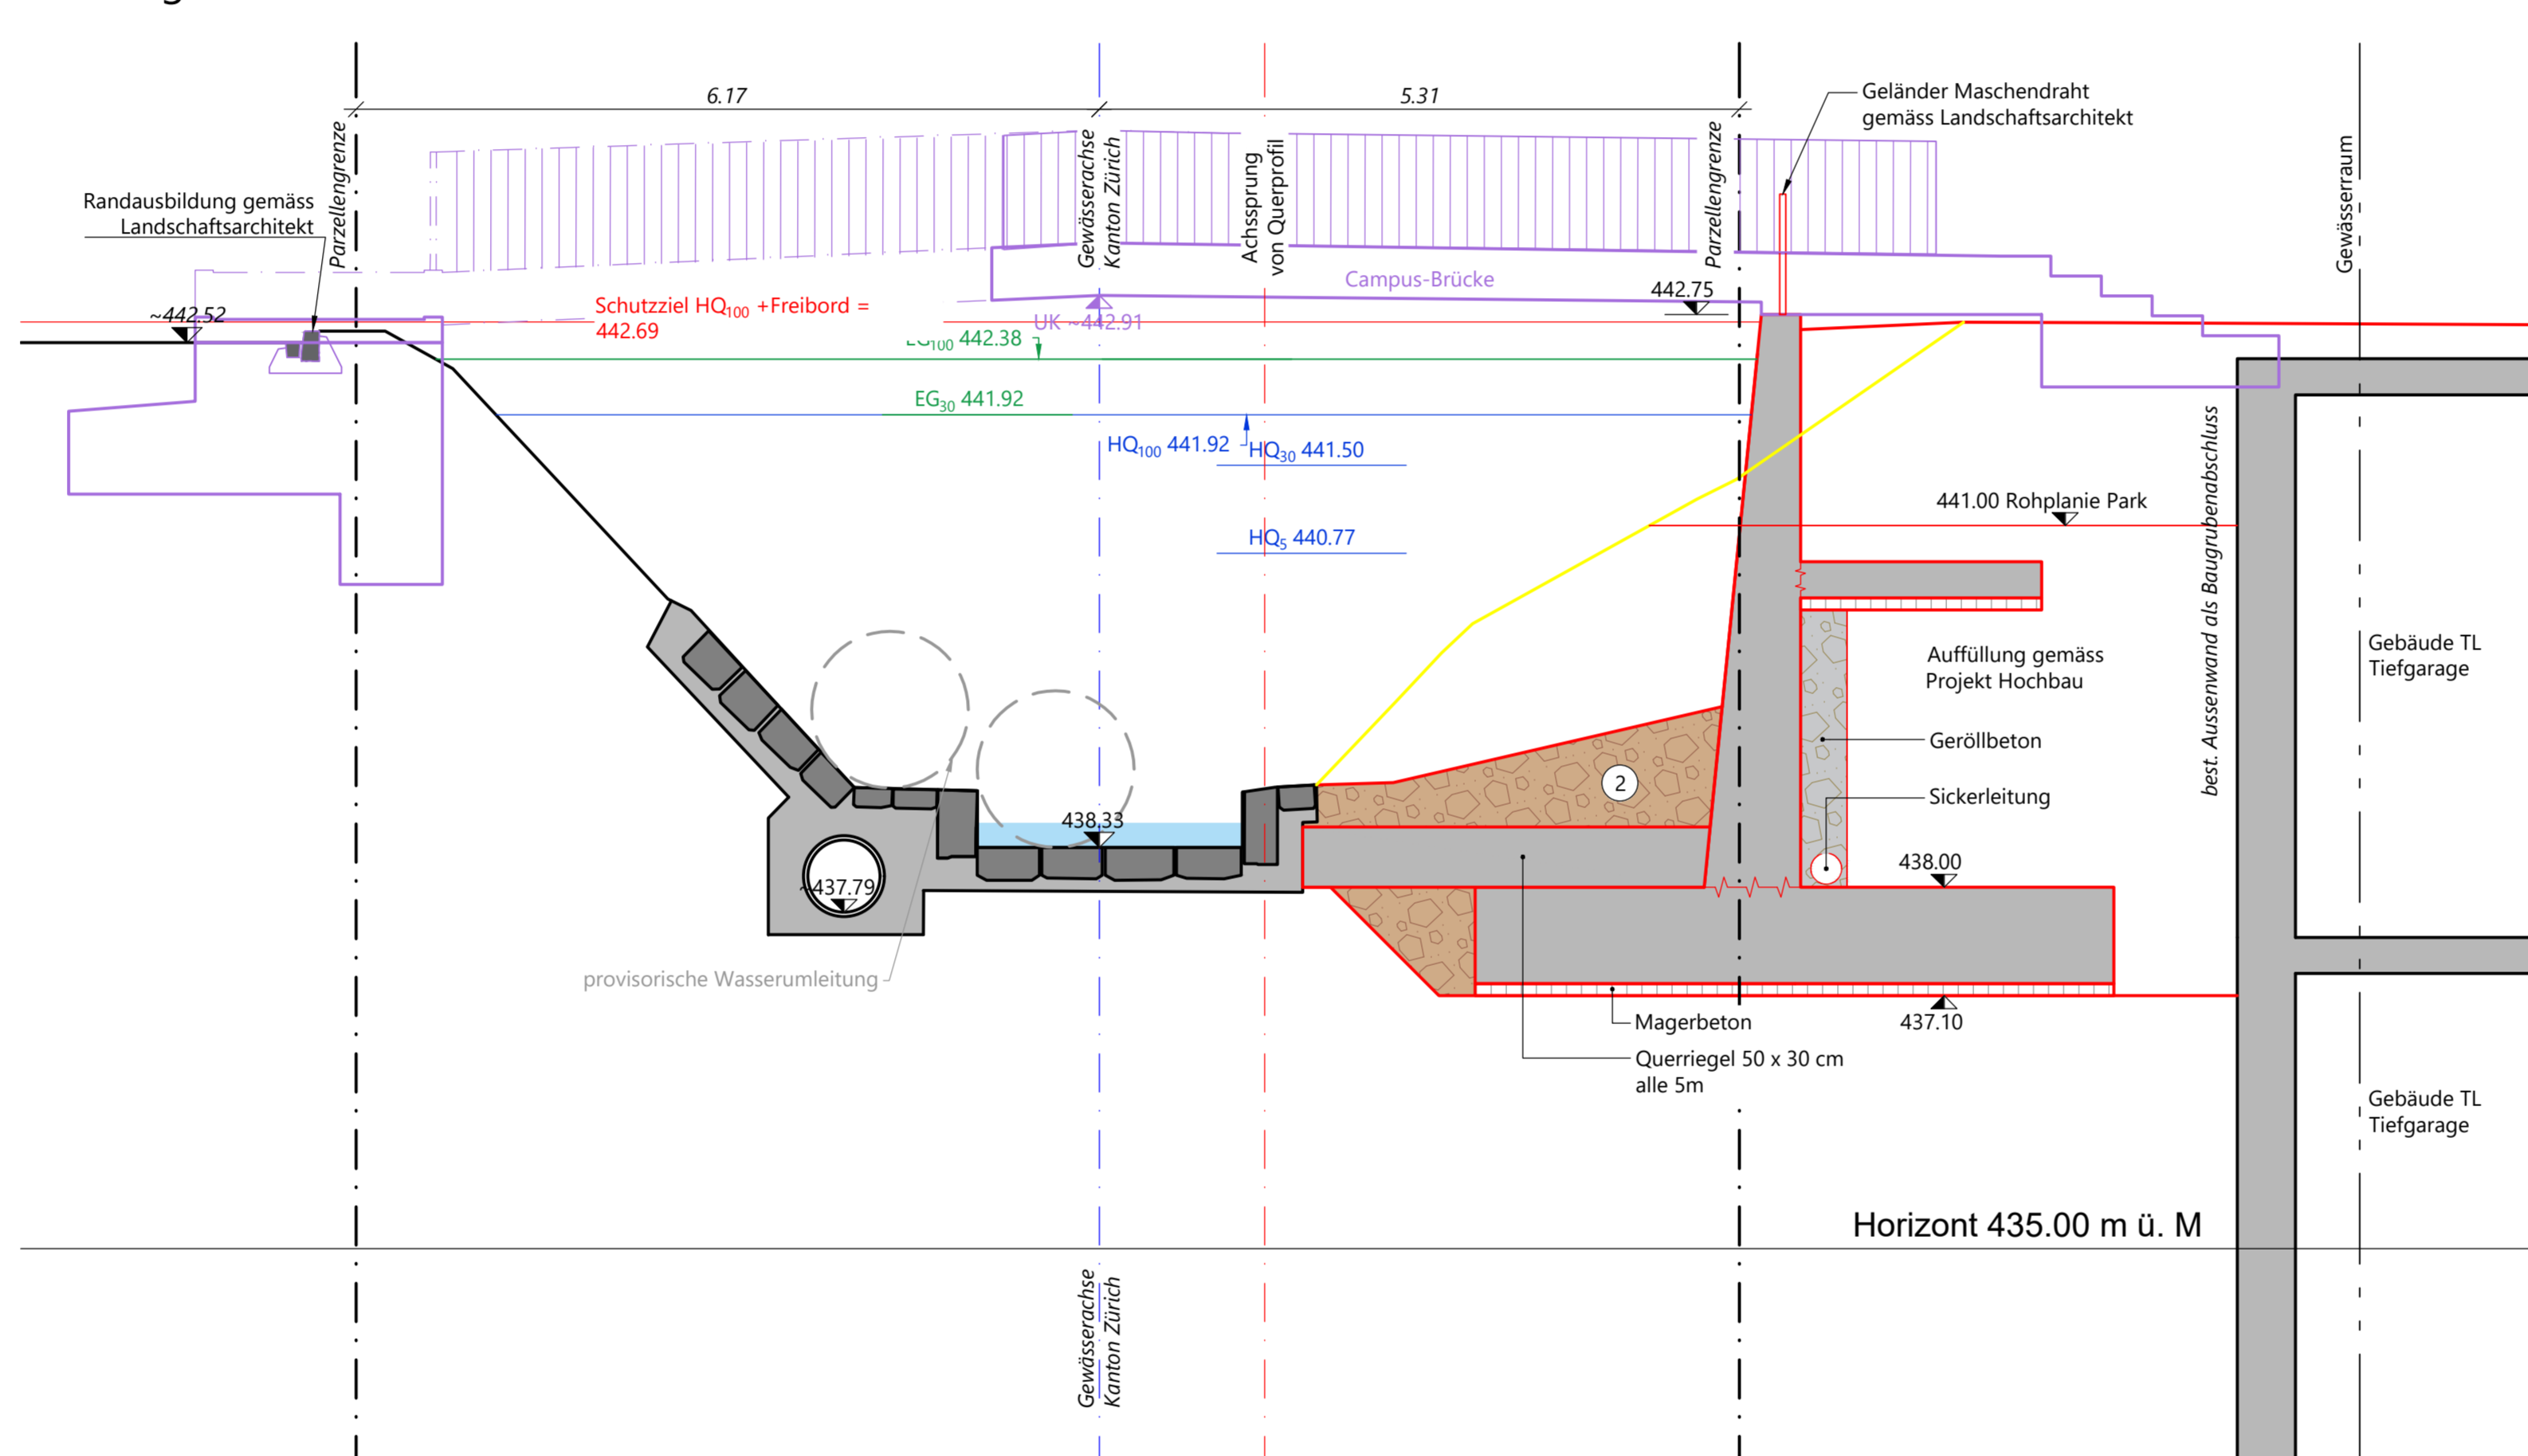 6.17
5.31
Geländer Maschendraht
gemäss Landschaftsarchitekt
Parzellengrenze
Gewässerachse
Kanton Zürich
Achssprung
von Querprofil
Parzellengrenze
Gewässerraum
Randausbildung gemäss
Landschaftsarchitekt
Campus-Brücke
442.75
~442.52
Schutzziel HQ100 +Freibord =
442.69
UK ~442.91
EG100 442.38
EG30 441.92
HQ100 441.92
HQ30 441.50
HQ5 440.77
441.00 Rohplanie Park
best. Aussenwand als Baugrubenabschluss
Gebäude TL
Tiefgarage
Auffüllung gemäss
Projekt Hochbau
Geröllbeton
2
Sickerleitung
438.33
438.00
~437.79
provisorische Wasserumleitung
Magerbeton
437.10
Querriegel 50 x 30 cm
alle 5m
Gebäude TL
Tiefgarage
Horizont 435.00 m ü. M
Gewässerachse
Kanton Zürich